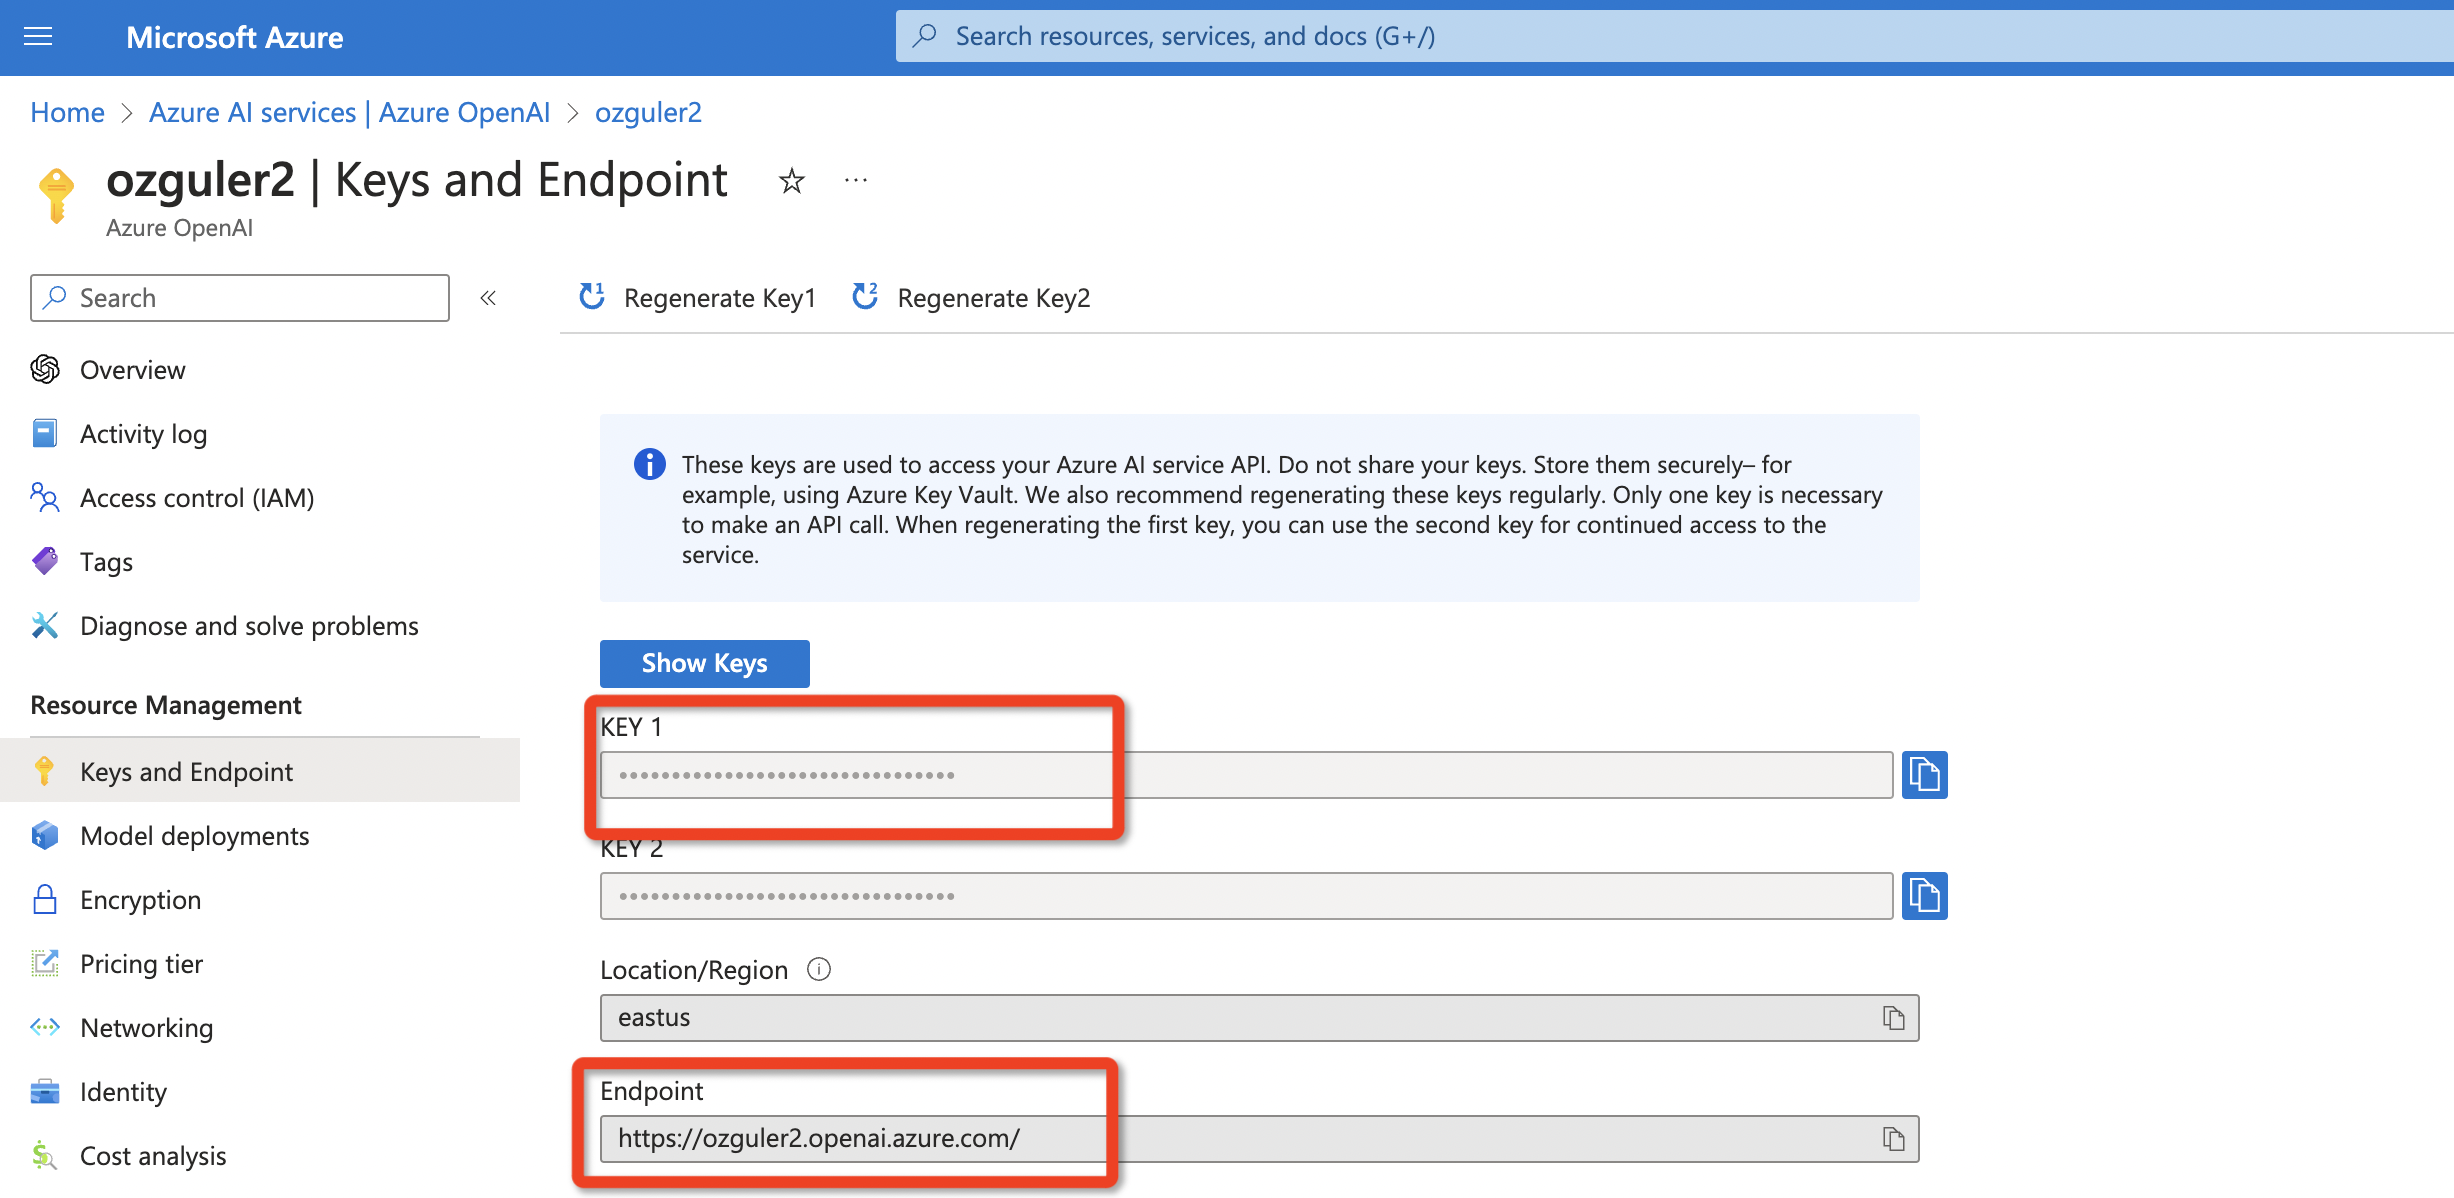 Microsoft Azure
Search resources, services, and docs (G+/)
Home > Azure AI services | Azure OpenAI > ozguler2
ozguler2 | Keys and Endpoint
Azure OpenAI
Search
Regenerate Key1
Regenerate Key2
Overview
Activity log
Access control (IAM)
Tags
Diagnose and solve problems
Resource Management
Keys and Endpoint
Model deployments
Encryption
Pricing tier
Networking
Identity
Cost analysis
These keys are used to access your Azure AI service API. Do not share your keys. Store them securely– for
example, using Azure Key Vault. We also recommend regenerating these keys regularly. Only one key is necessary
to make an API call. When regenerating the first key, you can use the second key for continued access to the
service.
Show Keys
KEY 1
KEY 2
Location/Region
eastus
Endpoint
https://ozguler2.openai.azure.com/